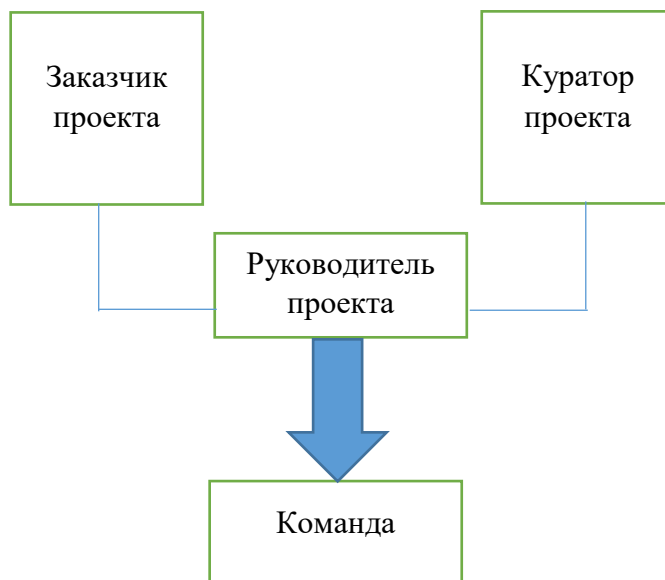 Заказчик
проекта
Куратор
проекта
Руководитель
проекта
Команда